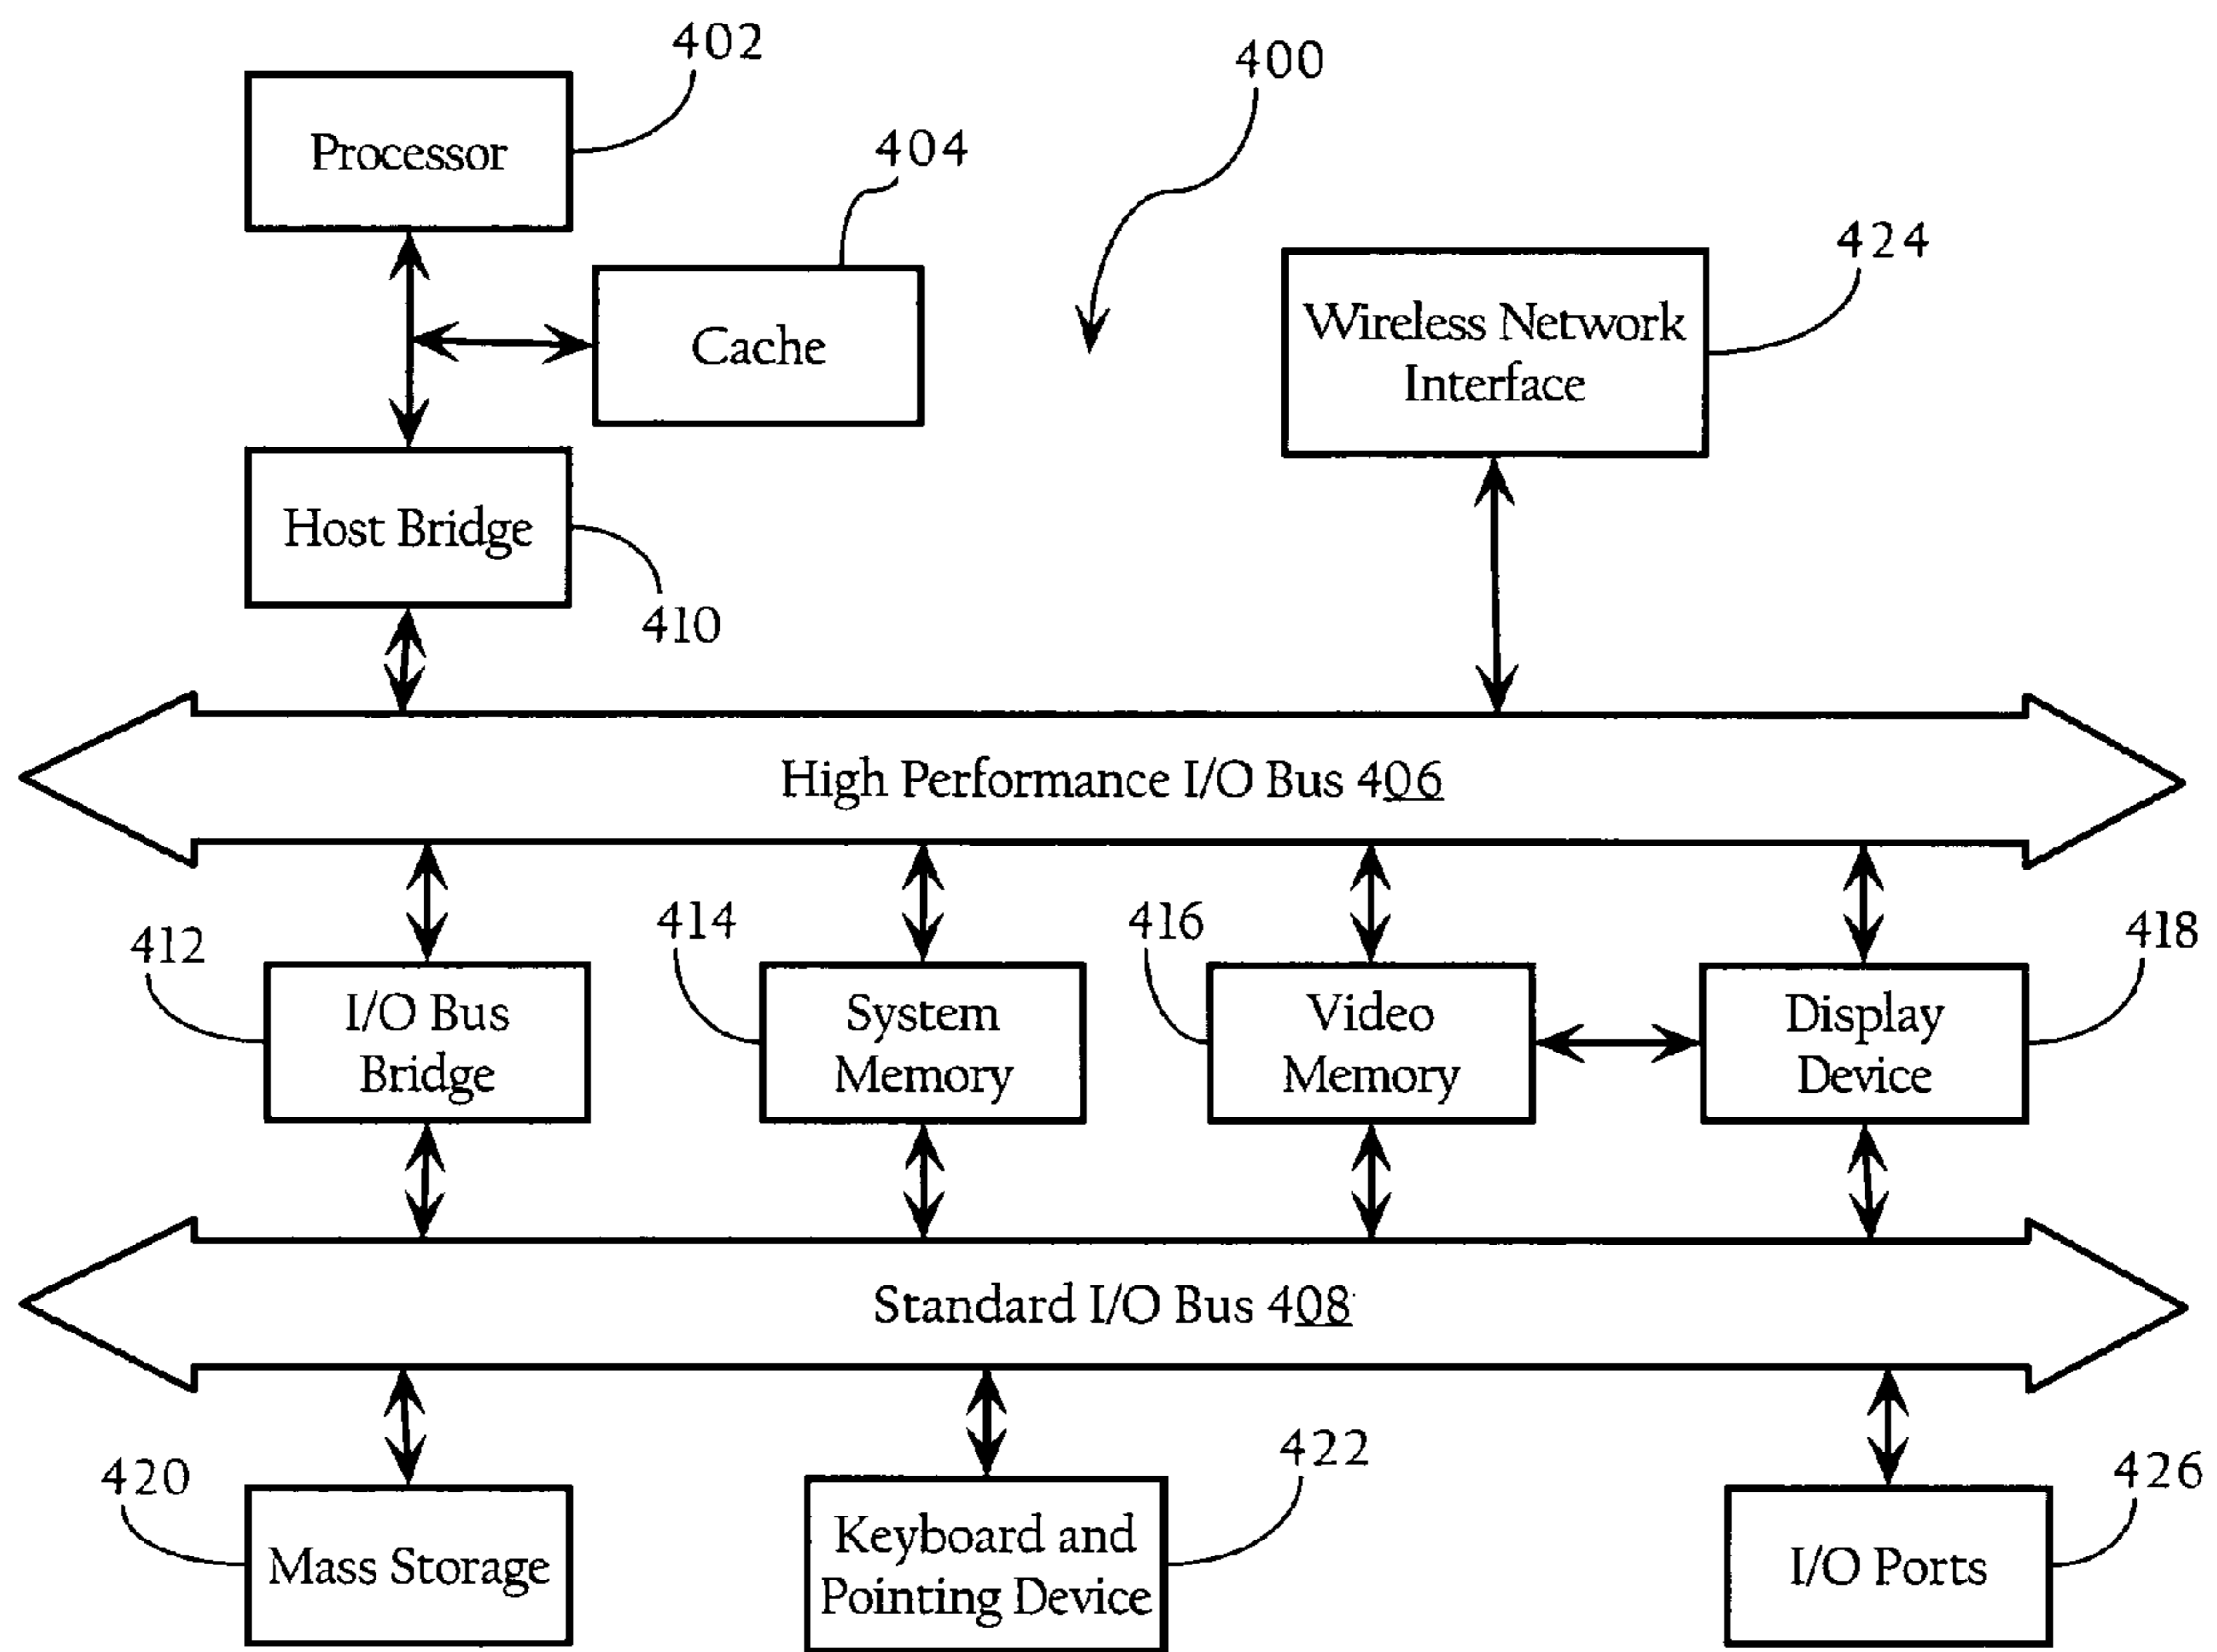 402
400
Processor
404
424
Cache
Wireless Network
Interface
Host Bridge
410
High Performance I/O Bus 406
412
414
416
418
I/O Bus
Bridge
System
Memory
Video
Memory
Display
Device
Standard I/O Bus 408
420
422
426
Mass Storage
Keyboard and
Pointing Device
I/O Ports